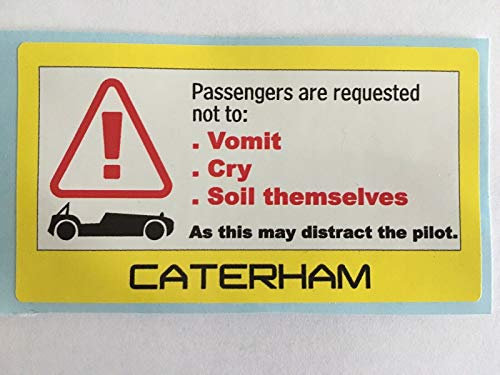 Passengers are requested
not to:
. Vomit
. Cry
. Soil themselves
As this may distract the pilot.
CATERHAM